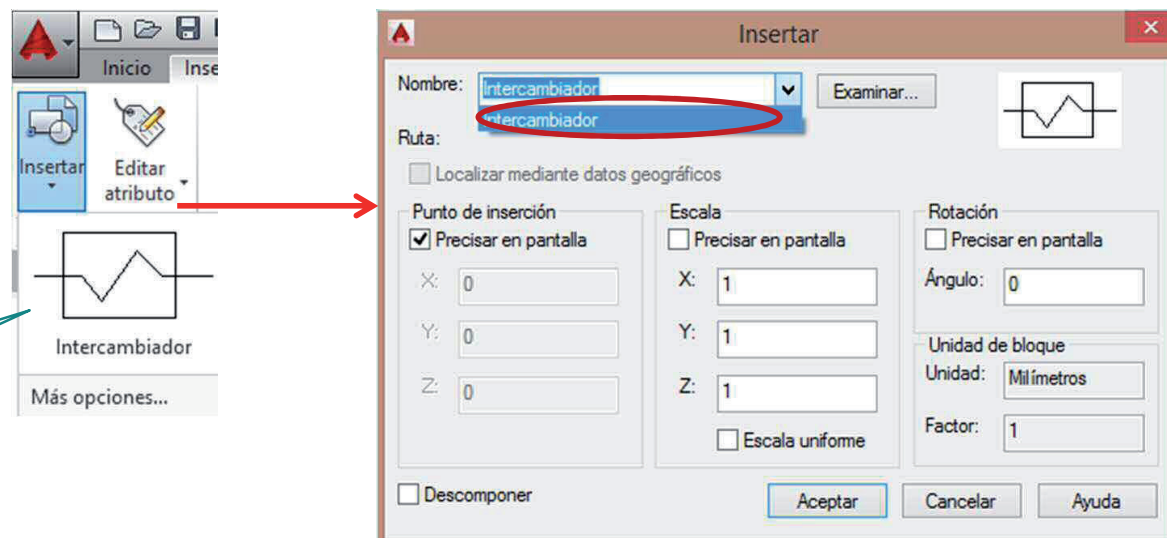 Inicio Inse
Insertar
Editar
atributo
Intercambiador
Más opciones...
Insertar
Nombre: Intercambiador Examinar...
Intercambiador
Ruta:
Localizar mediante datos geográficos
Punto de inserción
Precisar en pantalla
X: 0
Y: 0
Z: 0
Escala
Precisar en pantalla
X: 1
Y: 1
Z: 1
Escala uniforme
Rotación
Precisar en pantalla
Ángulo: 0
Unidad de bloque
Unidad: Milímetros
Factor: 1
Descomponer
Aceptar Cancelar Ayuda